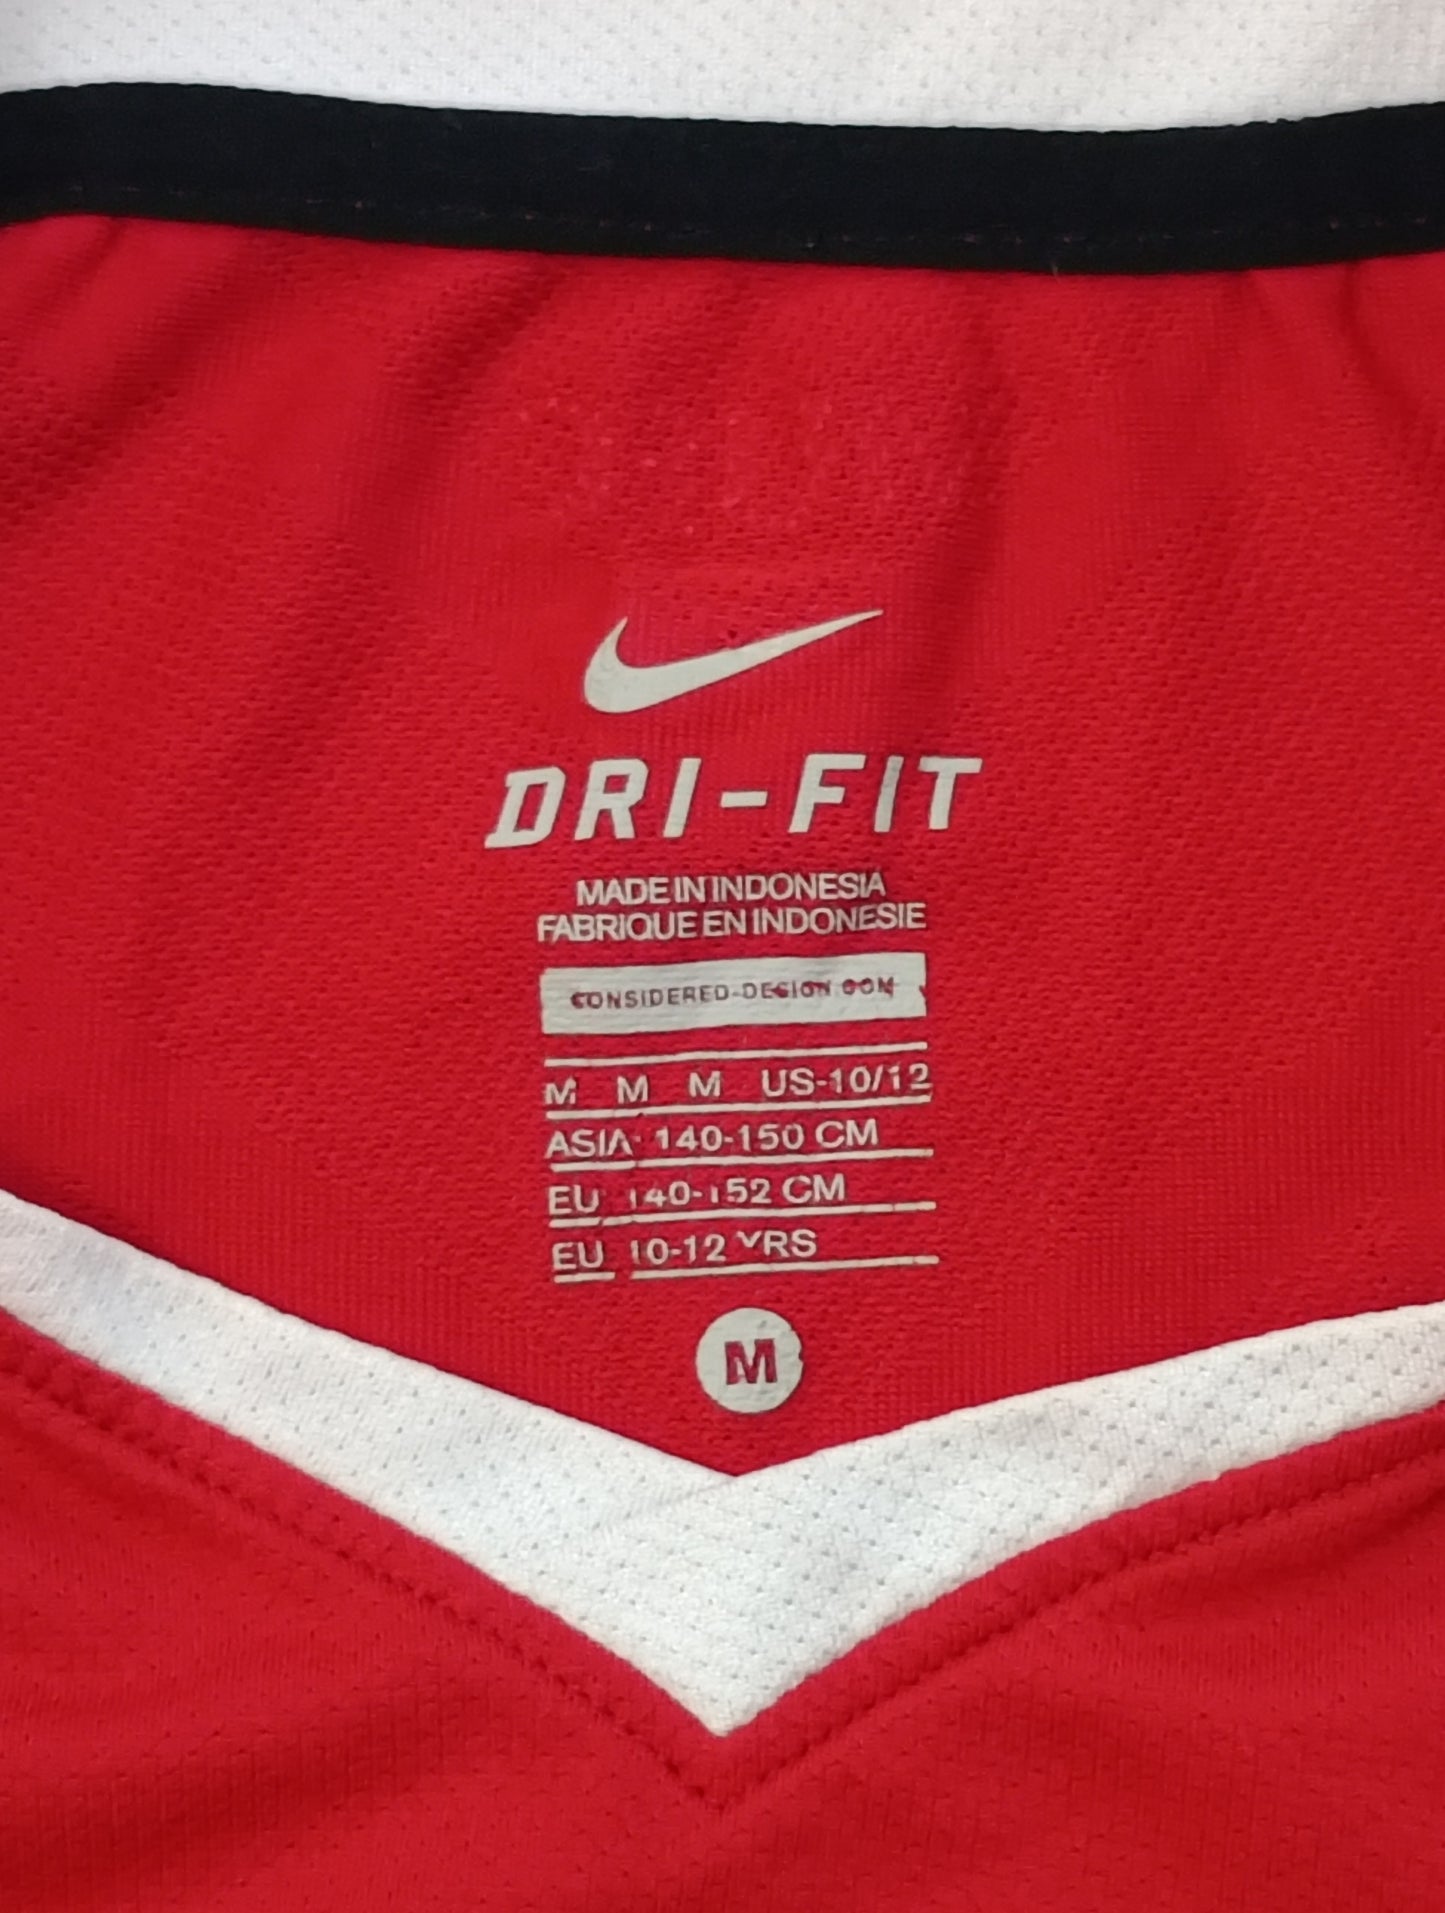 DRI-FIT
MADE IN INDONESIA
FABRIQUE EN INDONESIE
CONSIDERED-DESIGN.COM
M M M US-10/12
ASIA 140-150 CM
EU 140-152 CM
EU 10-12 YRS
M